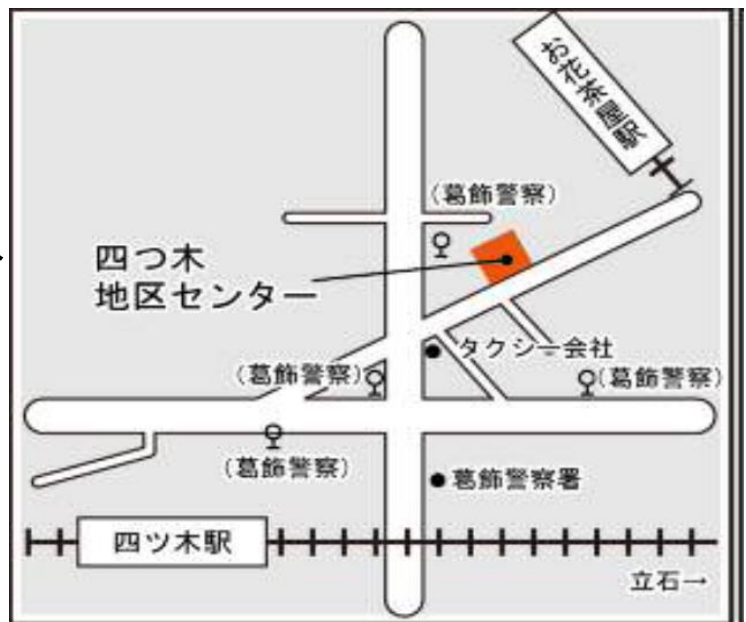 お花茶屋駅
(葛飾警察)
四つ木
地区センター
タクシー会社
(葛飾警察)
(葛飾警察)
(葛飾警察)
葛飾警察署
四ツ木駅
立石→